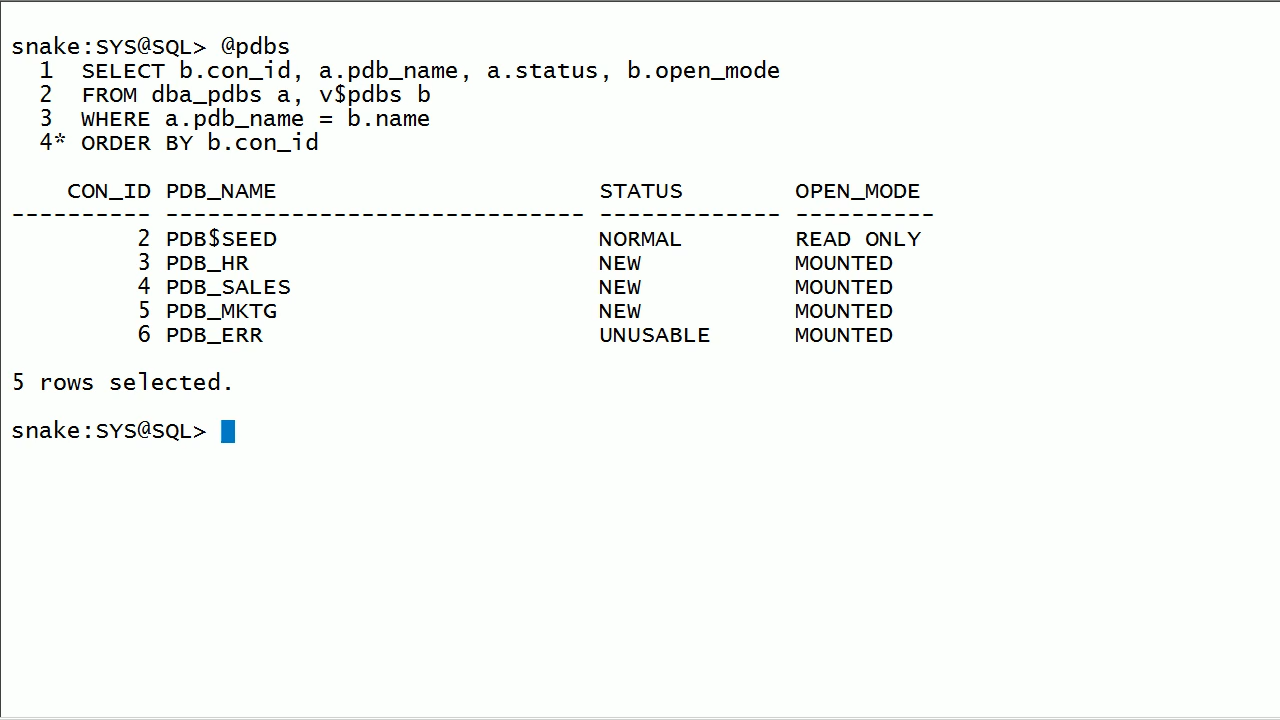 snake:SYS@SQL> @pdbs
  1  SELECT b.con_id, a.pdb_name, a.status, b.open_mode
  2  FROM dba_pdbs a, v$pdbs b
  3  WHERE a.pdb_name = b.name
  4* ORDER BY b.con_id
    CON_ID PDB_NAME                       STATUS        OPEN_MODE
---------- ------------------------------ ------------- ----------
         2 PDB$SEED                       NORMAL        READ ONLY
         3 PDB_HR                         NEW           MOUNTED
         4 PDB_SALES                      NEW           MOUNTED
         5 PDB_MKTG                       NEW           MOUNTED
         6 PDB_ERR                        UNUSABLE      MOUNTED
5 rows selected.
snake:SYS@SQL>